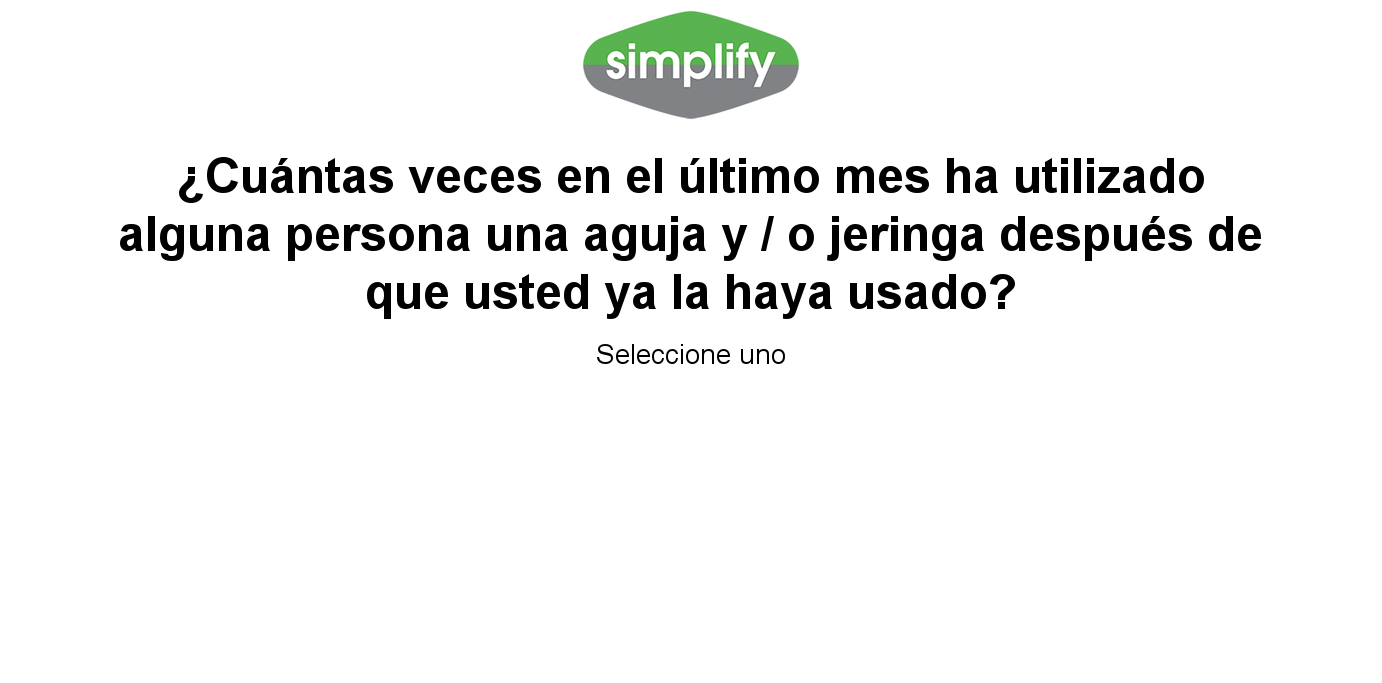 simplify
¿Cuántas veces en el último mes ha utilizado
alguna persona una aguja y / o jeringa después de
que usted ya la haya usado?
Seleccione uno